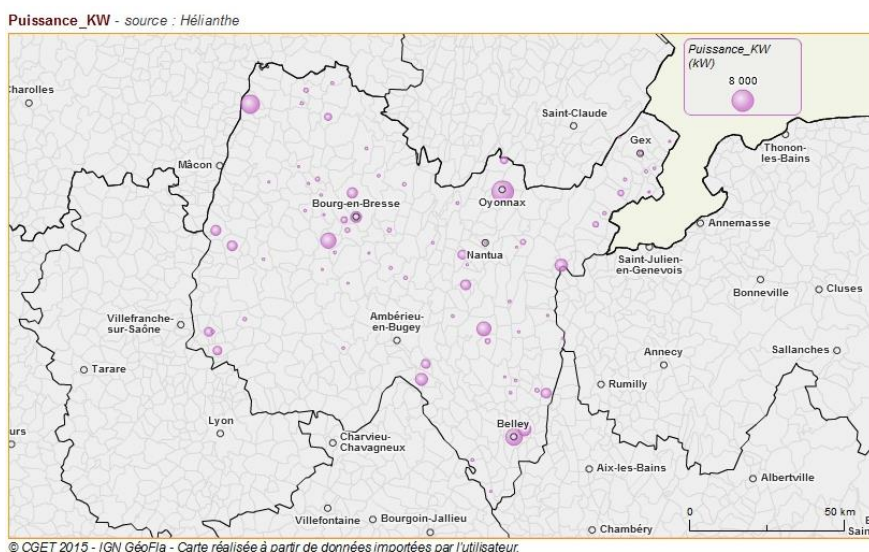 Puissance_KW - source : Hélianthe
Puissance_KW
(kW)
8 000
Charolles
Saint-Claude
Gex
Thonon-
les-Bains
Mâcon
Bourg-en-Bresse
Oyonnax
Annemasse
Nantua
Saint-Julien-
en-Genevois
Bonneville
Cluses
Villefranche-
sur-Saône
Ambérieu-
en-Bugey
Annecy
Sallanches
Tarare
Rumilly
Lyon
Belley
Charvieu-
Chavagneux
Aix-les-Bains
Albertville
Villefontaine
Bourgoin-Jallieu
Chambéry
0
50 km
© CGET 2015 - IGN GéoFla - Carte réalisée à partir de données importées par l'utilisateur.